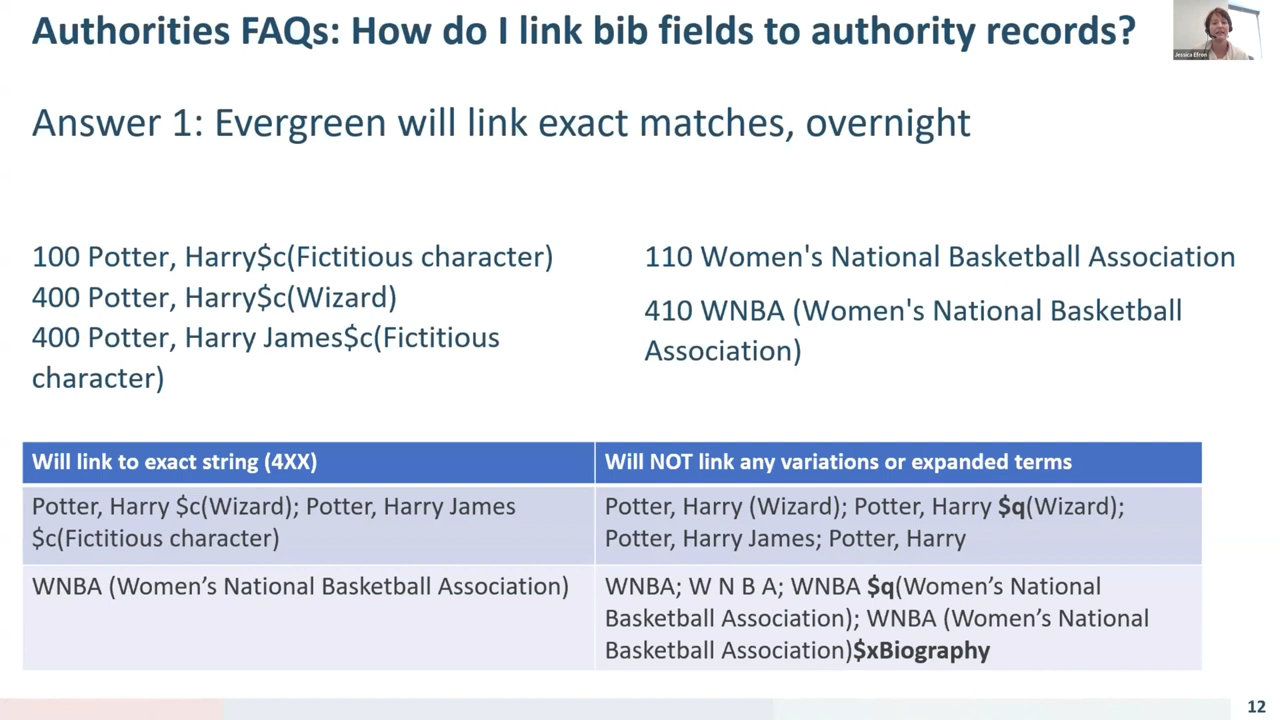 Authorities FAQs: How do I link bib fields to authority records?
Jessica Efron
Answer 1: Evergreen will link exact matches, overnight
100 Potter, Harry$c(Fictitious character)
400 Potter, Harry$c(Wizard)
400 Potter, Harry James$c(Fictitious
character)
110 Women's National Basketball Association
410 WNBA (Women's National Basketball
Association)
Will link to exact string (4XX)
Will NOT link any variations or expanded terms
Potter, Harry $c(Wizard); Potter, Harry James
$c(Fictitious character)
Potter, Harry (Wizard); Potter, Harry $q(Wizard);
Potter, Harry James; Potter, Harry
WNBA (Women’s National Basketball Association)
WNBA; W N B A; WNBA $q(Women’s National
Basketball Association); WNBA (Women’s National
Basketball Association)$xBiography
12